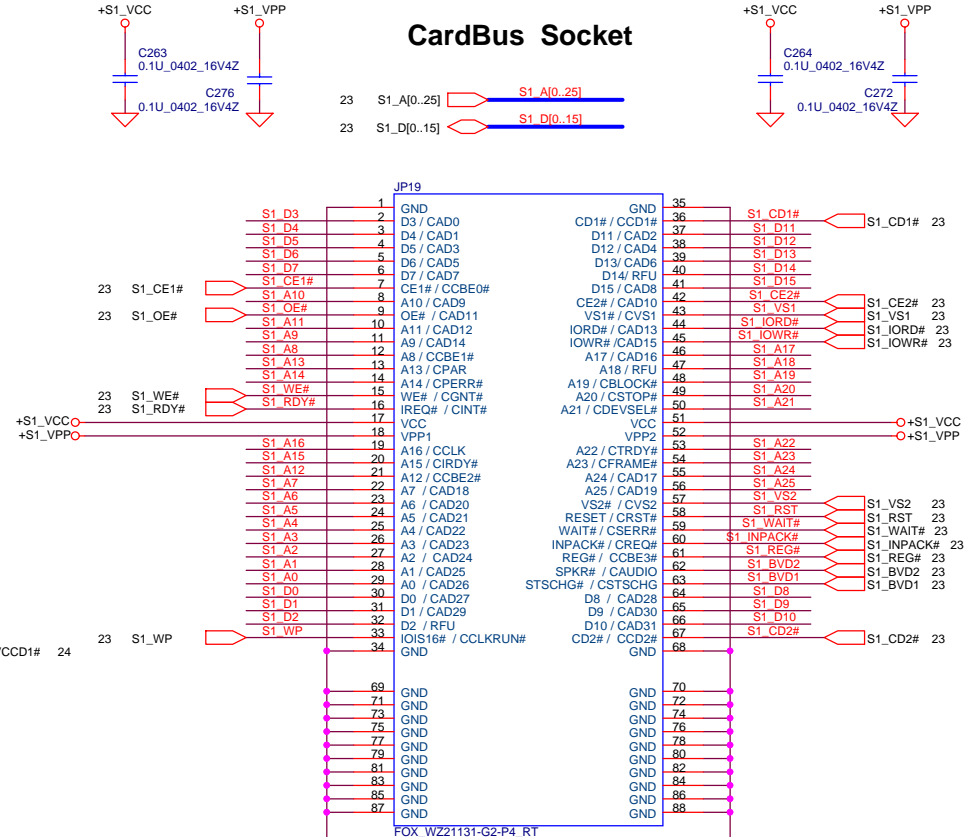 +S1_VCC +S1_VPP CardBus Socket +S1_VCC +S1_VPP
C263
0.1U_0402_16V4Z
C276
0.1U_0402_16V4Z
C264
0.1U_0402_16V4Z
C272
0.1U_0402_16V4Z
23 S1_A[0..25] S1_A[0..25]
23 S1_D[0..15] S1_D[0..15]
JP19
1 GND GND 35
S1_D3 2 D3 / CAD0 CD1# / CCD1# 36 S1_CD1# S1_CD1# 23
S1_D4 3 D4 / CAD1 D11 / CAD2 37 S1_D11
S1_D5 4 D5 / CAD3 D12 / CAD4 38 S1_D12
S1_D6 5 D6 / CAD5 D13/ CAD6 39 S1_D13
S1_D7 6 D7 / CAD7 D14/ RFU 40 S1_D14
23 S1_CE1# S1_CE1# 7 CE1# / CCBE0# D15 / CAD8 41 S1_D15
S1_A10 8 A10 / CAD9 CE2# / CAD10 42 S1_CE2# S1_CE2# 23
23 S1_OE# S1_OE# 9 OE# / CAD11 VS1# / CVS1 43 S1_VS1 S1_VS1 23
S1_A11 10 A11 / CAD12 IORD# / CAD13 44 S1_IORD# S1_IORD# 23
S1_A9 11 A9 / CAD14 IOWR# /CAD15 45 S1_IOWR# S1_IOWR# 23
S1_A8 12 A8 / CCBE1# A17 / CAD16 46 S1_A17
S1_A13 13 A13 / CPAR A18 / RFU 47 S1_A18
S1_A14 14 A14 / CPERR# A19 / CBLOCK# 48 S1_A19
23 S1_WE# S1_WE# 15 WE# / CGNT# A20 / CSTOP# 49 S1_A20
23 S1_RDY# S1_RDY# 16 IREQ# / CINT# A21 / CDEVSEL# 50 S1_A21
+S1_VCC 17 VCC VCC 51 +S1_VCC
+S1_VPP 18 VPP1 VPP2 52 +S1_VPP
S1_A16 19 A16 / CCLK A22 / CTRDY# 53 S1_A22
S1_A15 20 A15 / CIRDY# A23 / CFRAME# 54 S1_A23
S1_A12 21 A12 / CCBE2# A24 / CAD17 55 S1_A24
S1_A7 22 A7 / CAD18 A25 / CAD19 56 S1_A25
S1_A6 23 A6 / CAD20 VS2# / CVS2 57 S1_VS2 S1_VS2 23
S1_A5 24 A5 / CAD21 RESET / CRST# 58 S1_RST S1_RST 23
S1_A4 25 A4 / CAD22 WAIT# / CSERR# 59 S1_WAIT# S1_WAIT# 23
S1_A3 26 A3 / CAD23 INPACK# / CREQ# 60 S1_INPACK# S1_INPACK# 23
S1_A2 27 A2 / CAD24 REG# / CCBE3# 61 S1_REG# S1_REG# 23
S1_A1 28 A1 / CAD25 SPKR# / CAUDIO 62 S1_BVD2 S1_BVD2 23
S1_A0 29 A0 / CAD26 STSCHG# / CSTSCHG 63 S1_BVD1 S1_BVD1 23
S1_D0 30 D0 / CAD27 D8 / CAD28 64 S1_D8
S1_D1 31 D1 / CAD29 D9 / CAD30 65 S1_D9
S1_D2 32 D2 / RFU D10 / CAD31 66 S1_D10
23 S1_WP S1_WP 33 IOIS16# / CCLKRUN# CD2# / CCD2# 67 S1_CD2# S1_CD2# 23
CCD1# 24 34 GND GND 68
69 GND GND 70
71 GND GND 72
73 GND GND 74
75 GND GND 76
77 GND GND 78
79 GND GND 80
81 GND GND 82
83 GND GND 84
85 GND GND 86
87 GND GND 88
FOX_WZ21131-G2-P4_RT